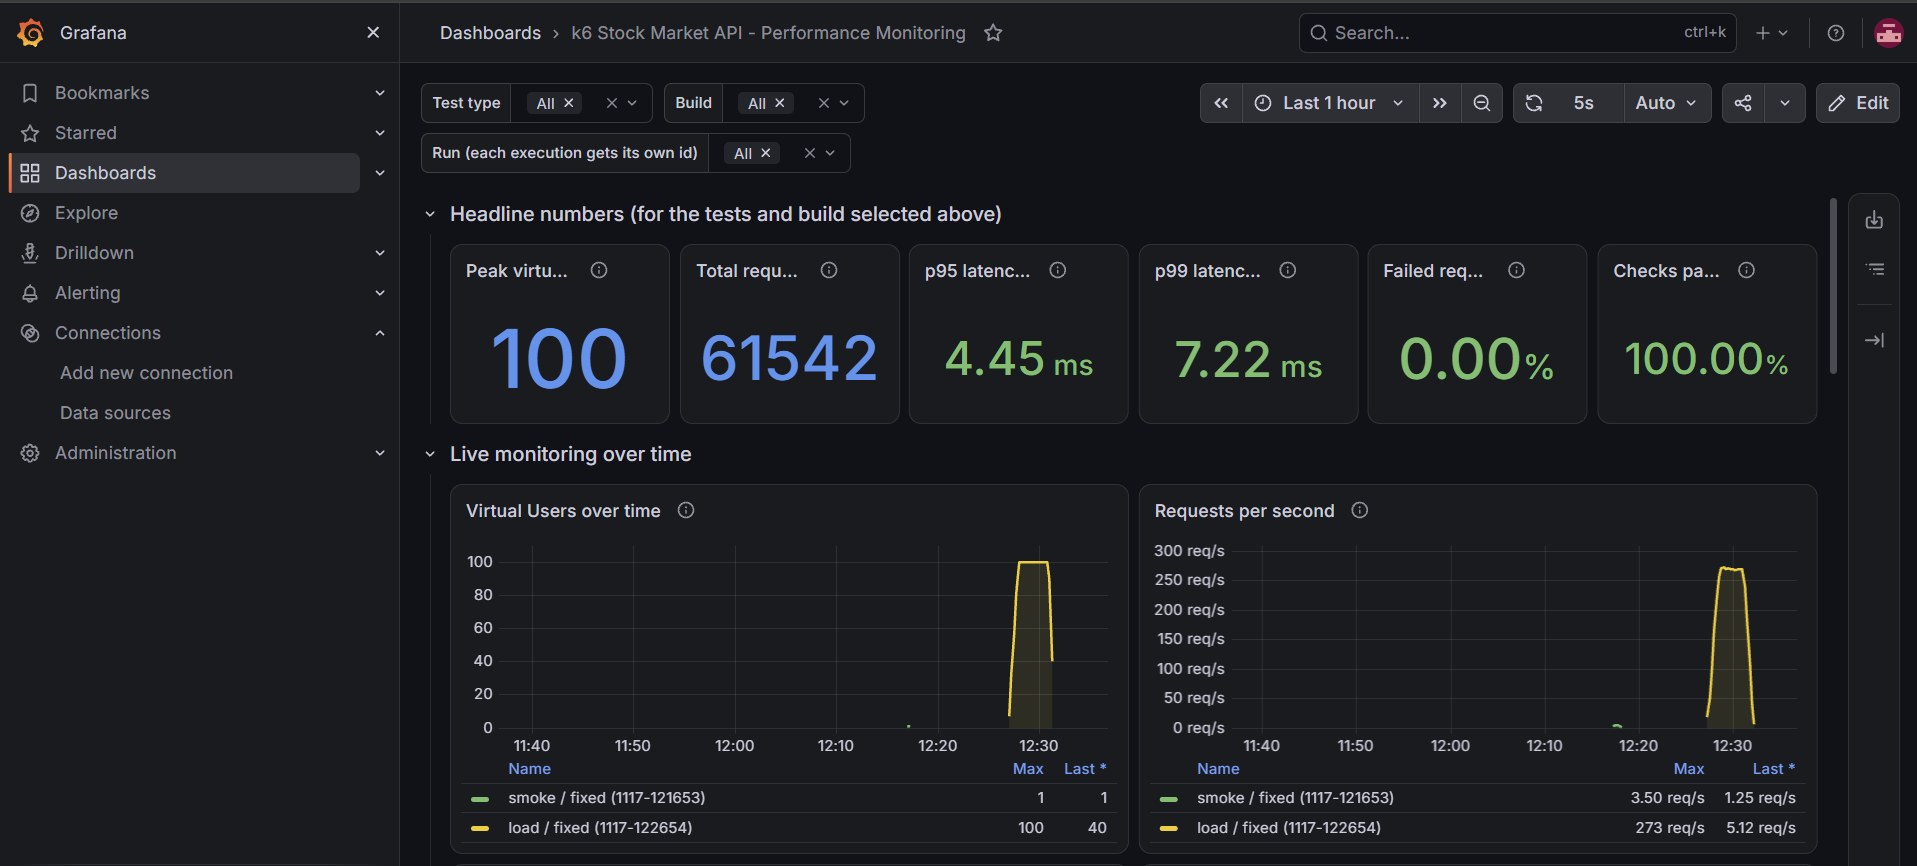 Grafana
Dashboards › k6 Stock Market API - Performance Monitoring
Search...
ctrl+k
Bookmarks
Starred
Dashboards
Explore
Drilldown
Alerting
Connections
Add new connection
Data sources
Administration
Test type
All
Build
All
Last 1 hour
5s
Auto
Edit
Run (each execution gets its own id)
All
Headline numbers (for the tests and build selected above)
Peak virtu...
100
Total requ...
61542
p95 latenc...
4.45 ms
p99 latenc...
7.22 ms
Failed req...
0.00%
Checks pa...
100.00%
Live monitoring over time
Virtual Users over time
100
80
60
40
20
0
11:40 11:50 12:00 12:10 12:20 12:30
Name Max Last *
smoke / fixed (1117-121653) 1 1
load / fixed (1117-122654) 100 40
Requests per second
300 req/s
250 req/s
200 req/s
150 req/s
100 req/s
50 req/s
0 req/s
11:40 11:50 12:00 12:10 12:20 12:30
Name Max Last *
smoke / fixed (1117-121653) 3.50 req/s 1.25 req/s
load / fixed (1117-122654) 273 req/s 5.12 req/s